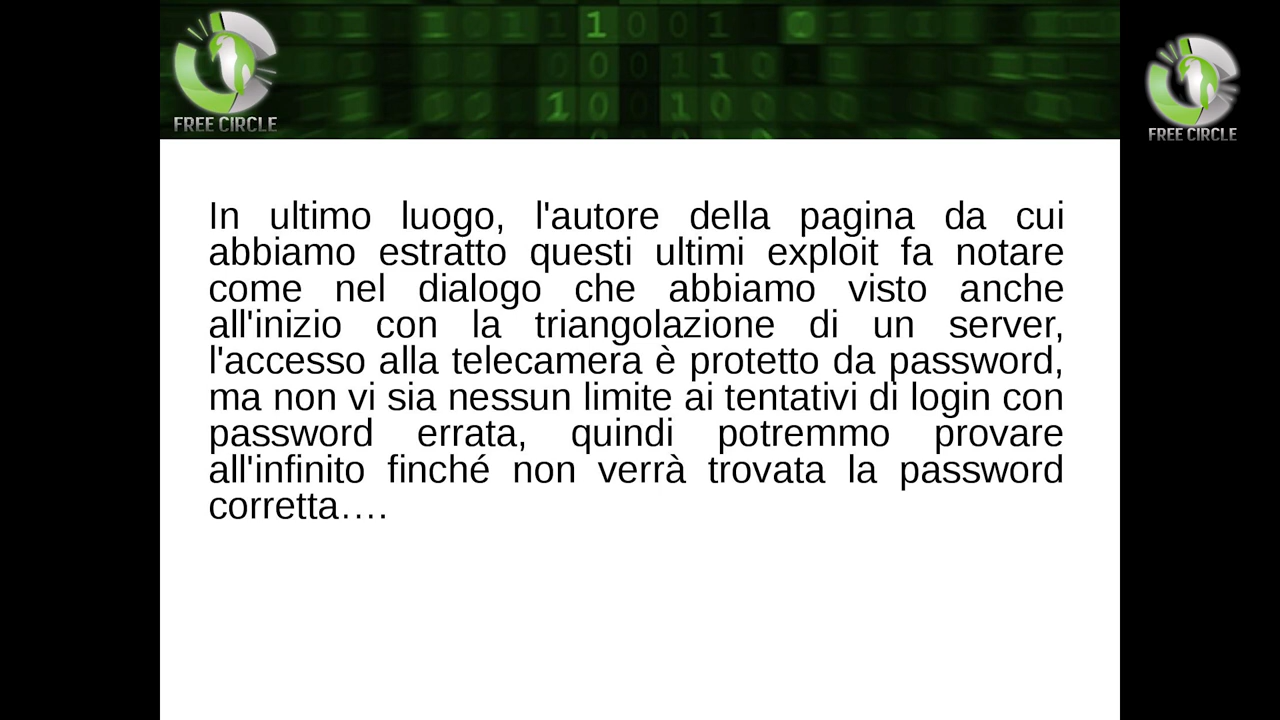 FREE CIRCLE
FREE CIRCLE
In ultimo luogo, l'autore della pagina da cui
abbiamo estratto questi ultimi exploit fa notare
come nel dialogo che abbiamo visto anche
all'inizio con la triangolazione di un server,
l'accesso alla telecamera è protetto da password,
ma non vi sia nessun limite ai tentativi di login con
password errata, quindi potremmo provare
all'infinito finché non verrà trovata la password
corretta….